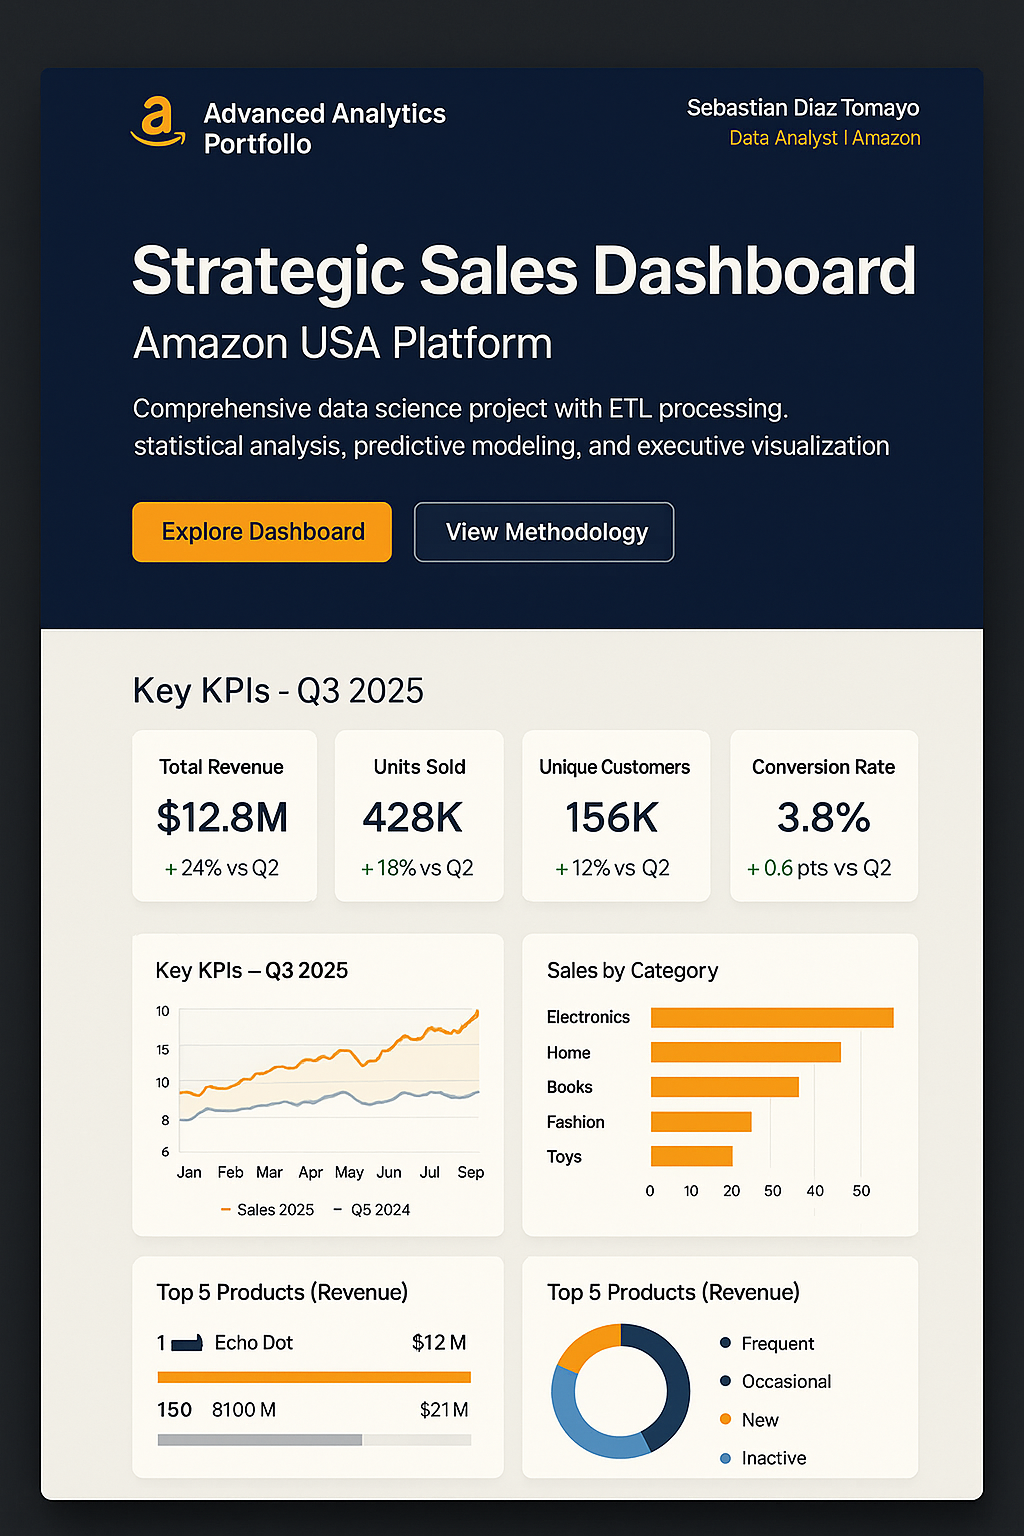 a
Advanced Analytics
Portfollo
Sebastian Diaz Tomayo
Data Analyst | Amazon
Strategic Sales Dashboard
Amazon USA Platform
Comprehensive data science project with ETL processing.
statistical analysis, predictive modeling, and executive visualization
Explore Dashboard
View Methodology
Key KPIs - Q3 2025
Total Revenue
$12.8M
+ 24% vs Q2
Units Sold
428K
+ 18% vs Q2
Unique Customers
156K
+ 12% vs Q2
Conversion Rate
3.8%
+ 0.6 pts vs Q2
Key KPIs – Q3 2025
10
15
10
8
6
Jan Feb Mar Apr May Jun Jul Sep
Sales 2025 Q5 2024
Sales by Category
Electronics
Home
Books
Fashion
Toys
0 10 20 50 40 50
Top 5 Products (Revenue)
1 Echo Dot $12 M
150 8100 M $21 M
Top 5 Products (Revenue)
Frequent
Occasional
New
Inactive